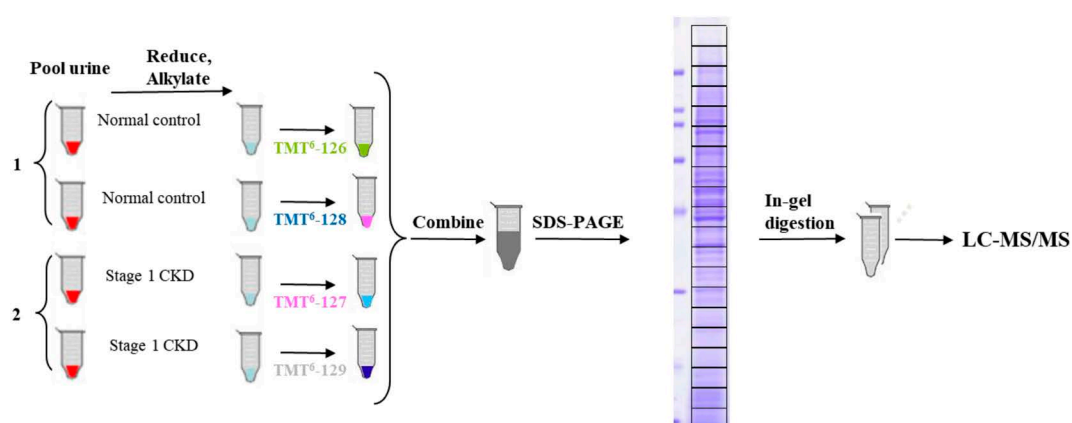 Pool urine
Reduce,
Alkylate
1
Normal control
TMT⁶-126
Normal control
TMT⁶-128
2
Stage 1 CKD
TMT⁶-127
Stage 1 CKD
TMT⁶-129
Combine
SDS-PAGE
In-gel
digestion
LC-MS/MS